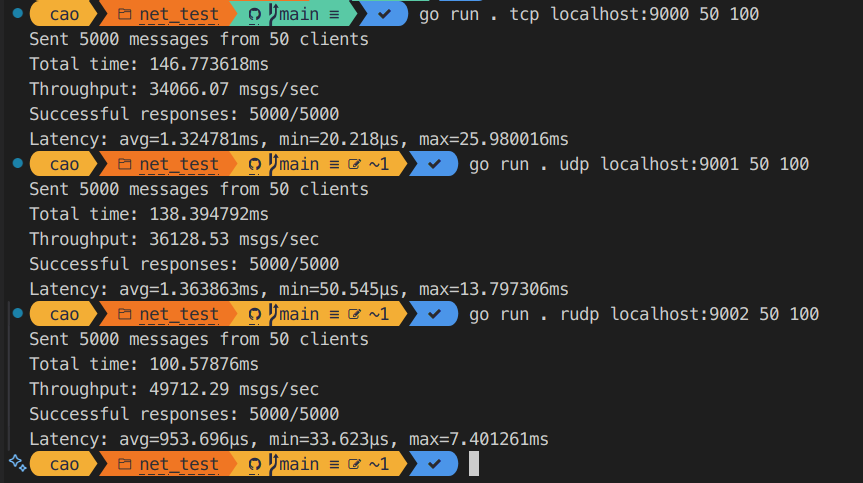 cao net_test main ≡ ✓ go run . tcp localhost:9000 50 100
Sent 5000 messages from 50 clients
Total time: 146.773618ms
Throughput: 34066.07 msgs/sec
Successful responses: 5000/5000
Latency: avg=1.324781ms, min=20.218µs, max=25.980016ms
cao net_test main ≡ ~1 ✓ go run . udp localhost:9001 50 100
Sent 5000 messages from 50 clients
Total time: 138.394792ms
Throughput: 36128.53 msgs/sec
Successful responses: 5000/5000
Latency: avg=1.363863ms, min=50.545µs, max=13.797306ms
cao net_test main ≡ ~1 ✓ go run . rudp localhost:9002 50 100
Sent 5000 messages from 50 clients
Total time: 100.57876ms
Throughput: 49712.29 msgs/sec
Successful responses: 5000/5000
Latency: avg=953.696µs, min=33.623µs, max=7.401261ms
cao net_test main ≡ ~1 ✓